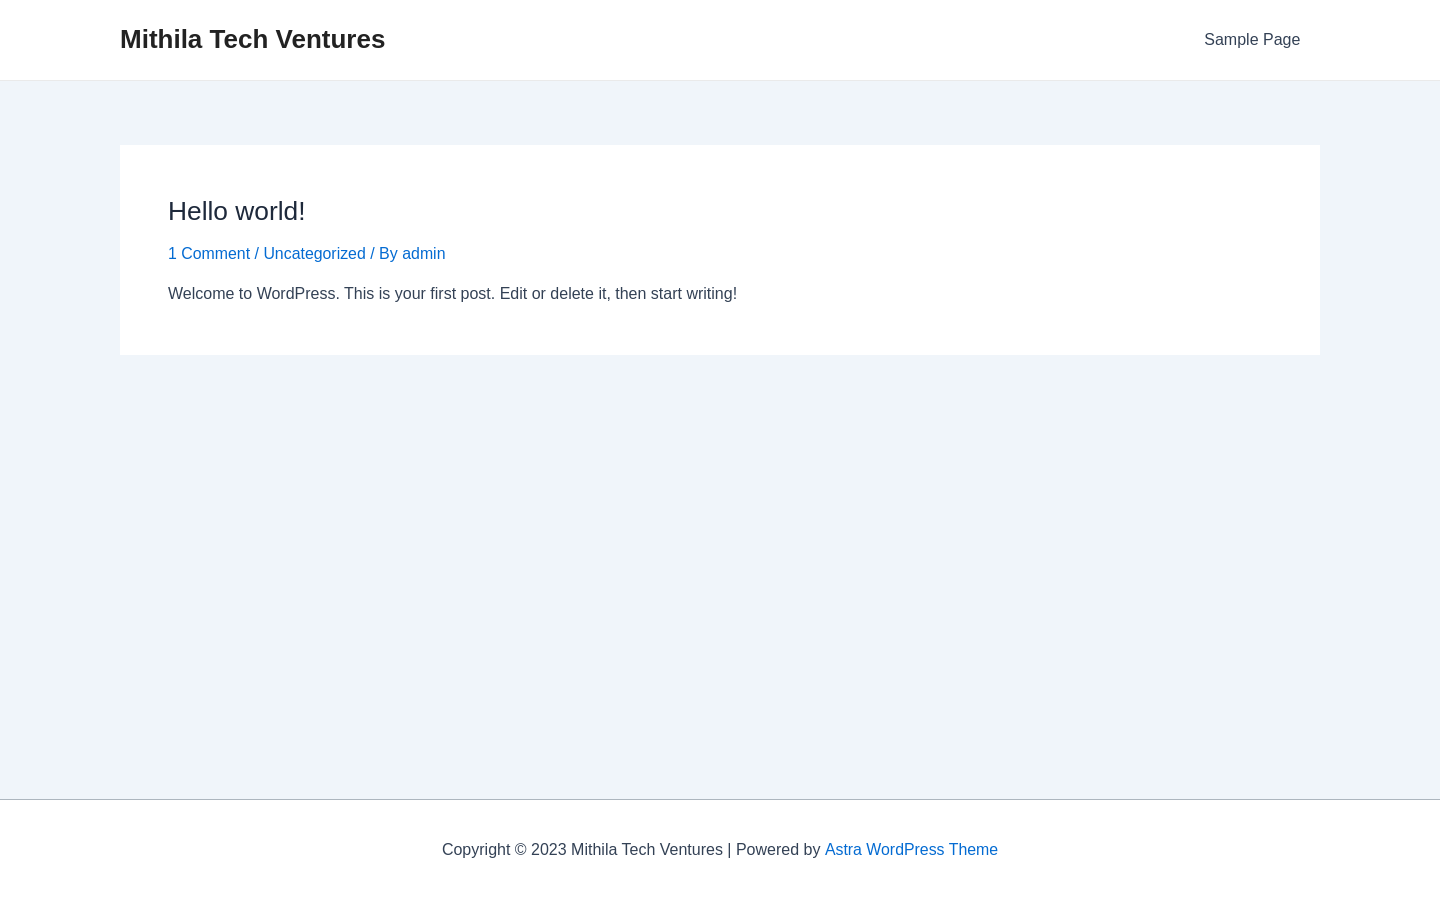 Mithila Tech Ventures
Sample Page
Hello world!
1 Comment / Uncategorized / By admin
Welcome to WordPress. This is your first post. Edit or delete it, then start writing!
Copyright © 2023 Mithila Tech Ventures | Powered by Astra WordPress Theme